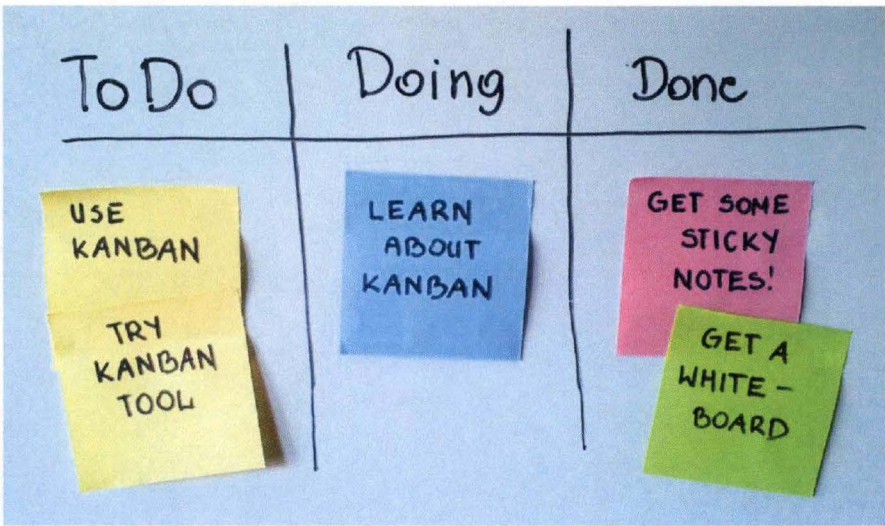 To Do
Doing
Done
USE
KANBAN
TRY
KANBAN
TOOL
LEARN
ABOUT
KANBAN
GET SOME
STICKY
NOTES!
GET A
WHITE-
BOARD